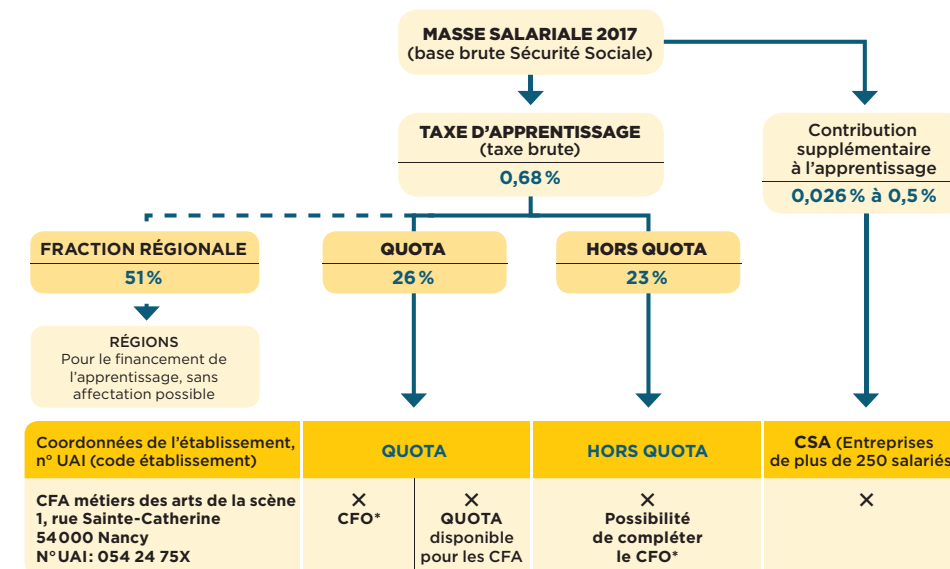 MASSE SALARIALE 2017
(base brute Sécurité Sociale)
TAXE D'APPRENTISSAGE
(taxe brute)
0,68 %
Contribution
supplémentaire
à l'apprentissage
0,026 % à 0,5 %
FRACTION RÉGIONALE
51 %
QUOTA
26 %
HORS QUOTA
23 %
RÉGIONS
Pour le financement de
l'apprentissage, sans
affectation possible
Coordonnées de l'établissement,
n° UAI (code établissement)
QUOTA
HORS QUOTA
CSA (Entreprises
de plus de 250 salariés
CFA métiers des arts de la scène
1, rue Sainte-Catherine
54000 Nancy
N° UAI : 054 24 75X
✕
CFO*
✕
QUOTA
disponible
pour les CFA
✕
Possibilité
de compléter
le CFO*
✕